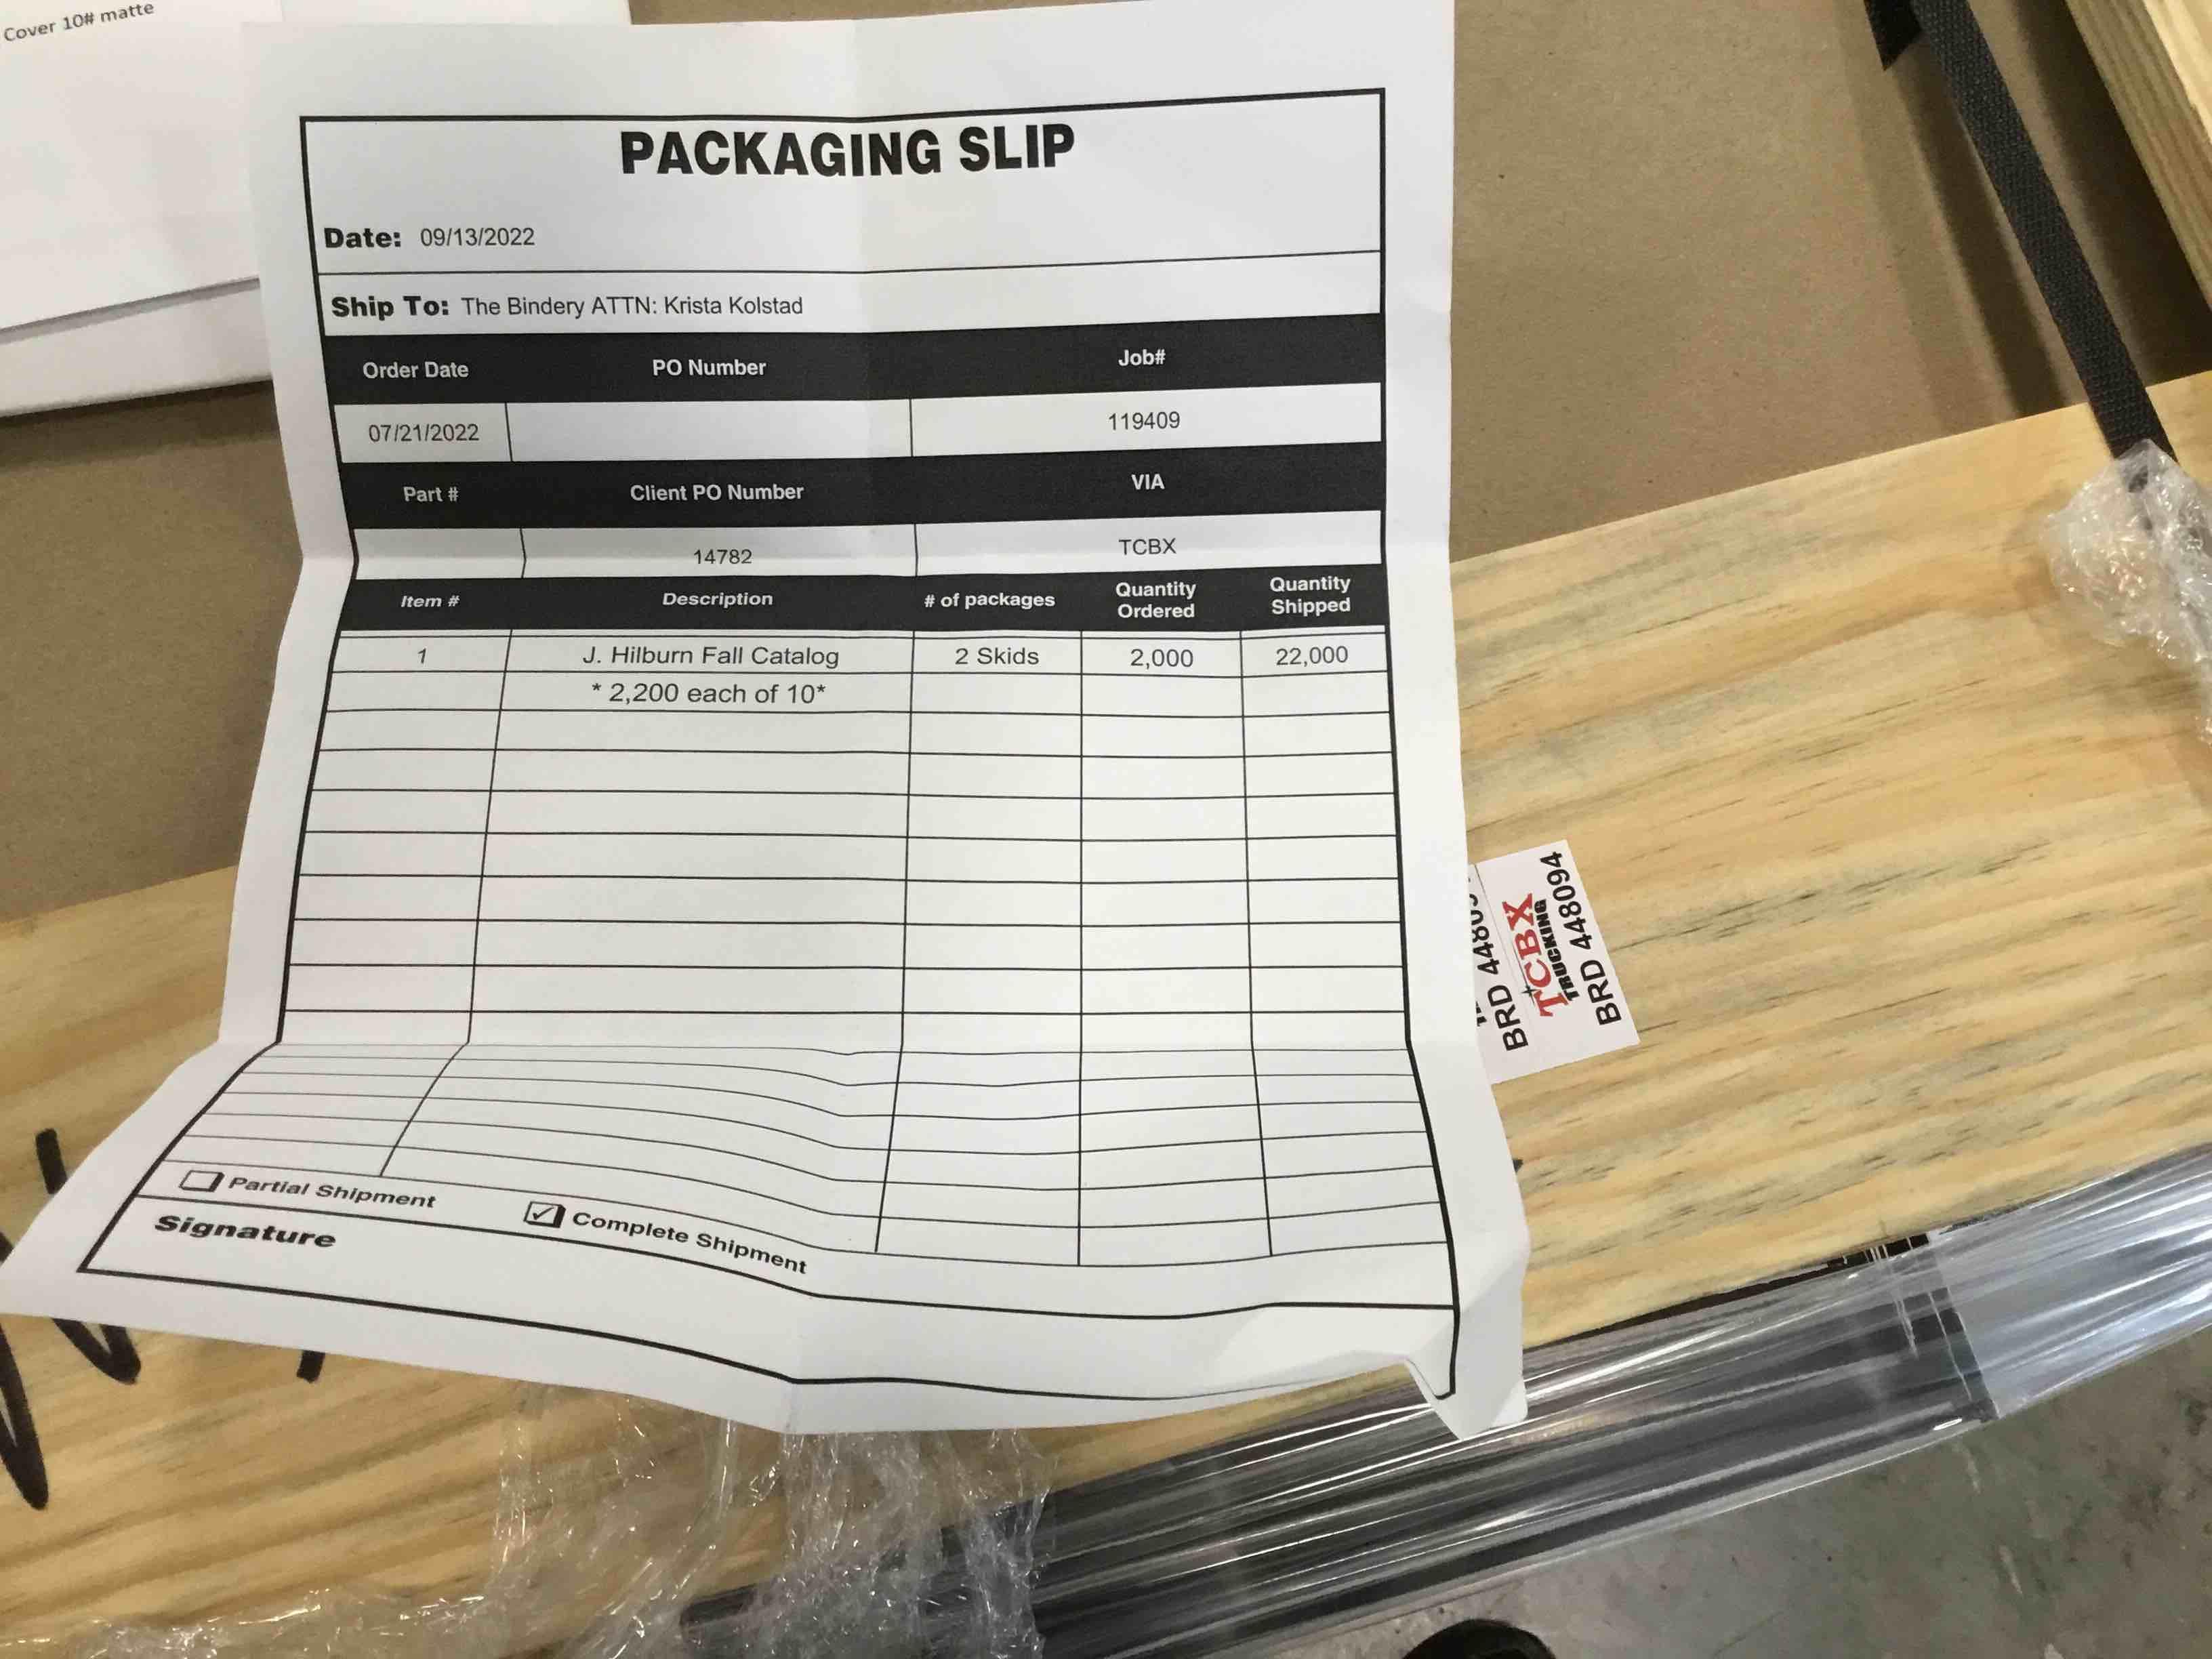 Cover 10# matte
PACKAGING SLIP
Date: 09/13/2022
Ship To: The Bindery ATTN: Krista Kolstad
Order Date PO Number Job#
07/21/2022 119409
Part # Client PO Number VIA
14782 TCBX
Item # Description # of packages Quantity Ordered Quantity Shipped
1 J. Hilburn Fall Catalog 2 Skids 2,000 22,000
* 2,200 each of 10*
Partial Shipment Complete Shipment
Signature
BRD
TCBX
TRUCKING
BRD 4480094